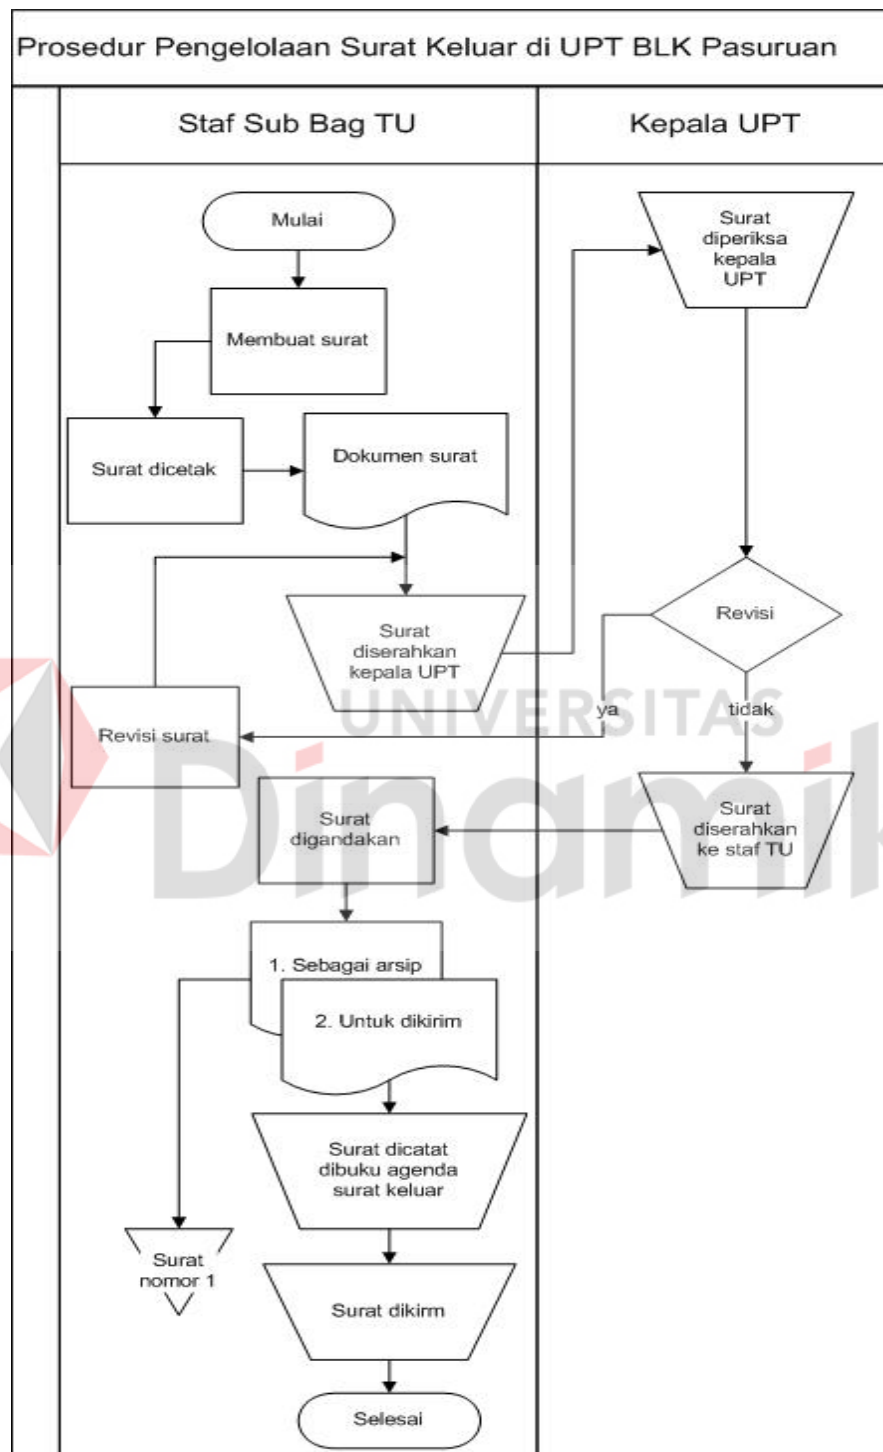 Prosedur Pengelolaan Surat Keluar di UPT BLK Pasuruan
Staf Sub Bag TU
Kepala UPT
Mulai
Surat
diperiksa
kepala
UPT
Membuat surat
Surat dicetak
Dokumen surat
Revisi
Surat
diserahkan
kepala UPT
UNIVERSITAS
Dinamik
ya
tidak
Revisi surat
Surat
digandakan
Surat
diserahkan
ke staf TU
1. Sebagai arsip
2. Untuk dikirim
Surat dicatat
dibuku agenda
surat keluar
Surat
nomor 1
Surat dikirm
Selesai